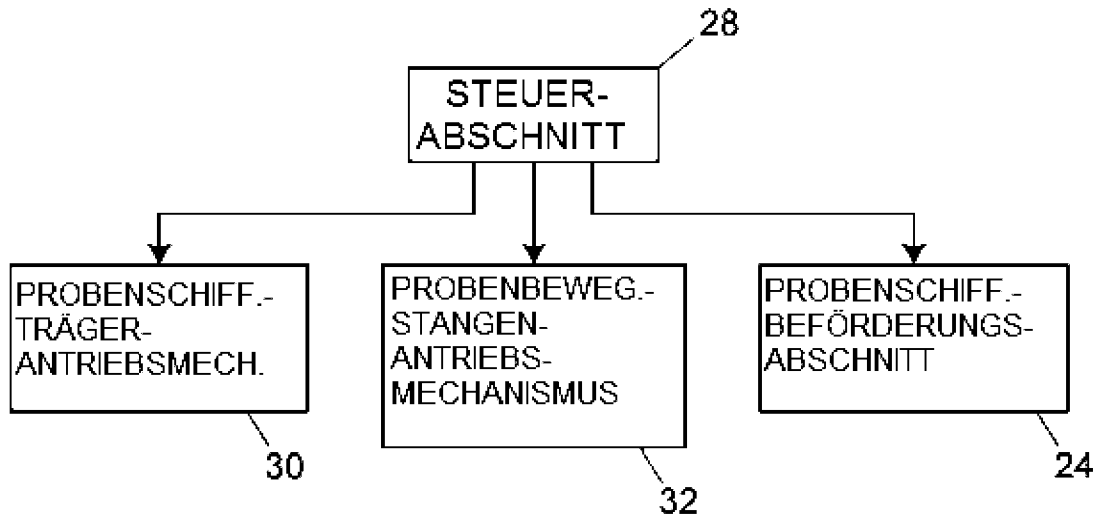 28
STEUER-
ABSCHNITT
PROBENSCHIFF.-
TRÄGER-
ANTRIEBSMECH.
30
PROBENBEWEG.-
STANGEN-
ANTRIEBS-
MECHANISMUS
32
PROBENSCHIFF.-
BEFÖRDERUNGS-
ABSCHNITT
24